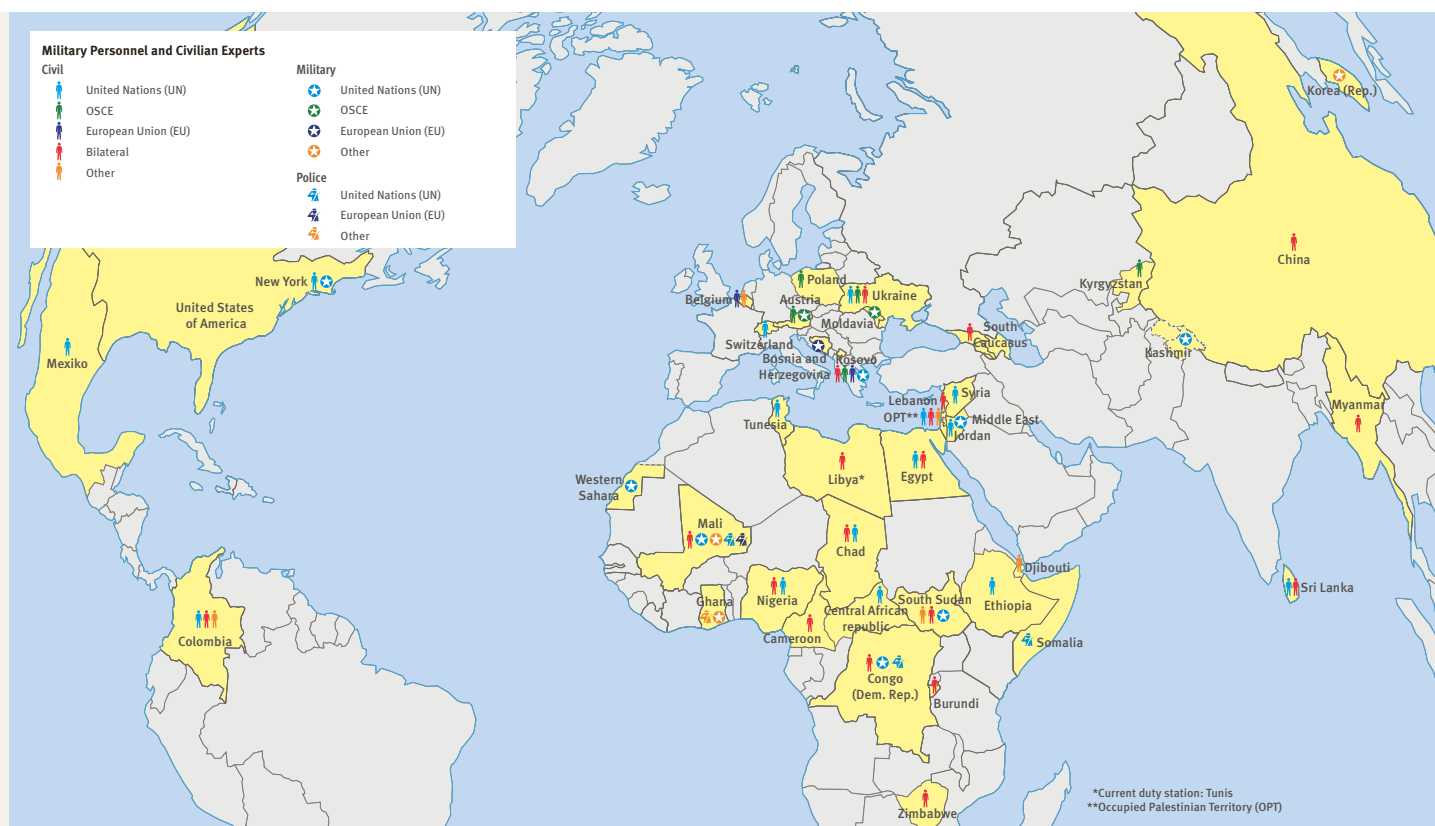 Military Personnel and Civilian Experts
Civil
United Nations (UN)
OSCE
European Union (EU)
Bilateral
Other
Military
United Nations (UN)
OSCE
European Union (EU)
Other
Police
United Nations (UN)
European Union (EU)
Other
Korea (Rep.)
China
Kyrgyzstan
Kashmir
Myanmar
Sri Lanka
New York
United States
of America
Mexiko
Colombia
Poland
Belgium
Ukraine
Austria
Moldavia
Switzerland
South
Caucasus
Bosnia and
Herzegovina
Kosovo
Syria
Lebanon
OPT**
Middle East
Jordan
Tunesia
Libya*
Egypt
Western
Sahara
Mali
Chad
Djibouti
Ghana
Nigeria
South Sudan
Ethiopia
Central African
republic
Cameroon
Somalia
Congo
(Dem. Rep.)
Burundi
Zimbabwe
*Current duty station: Tunis
**Occupied Palestinian Territory (OPT)